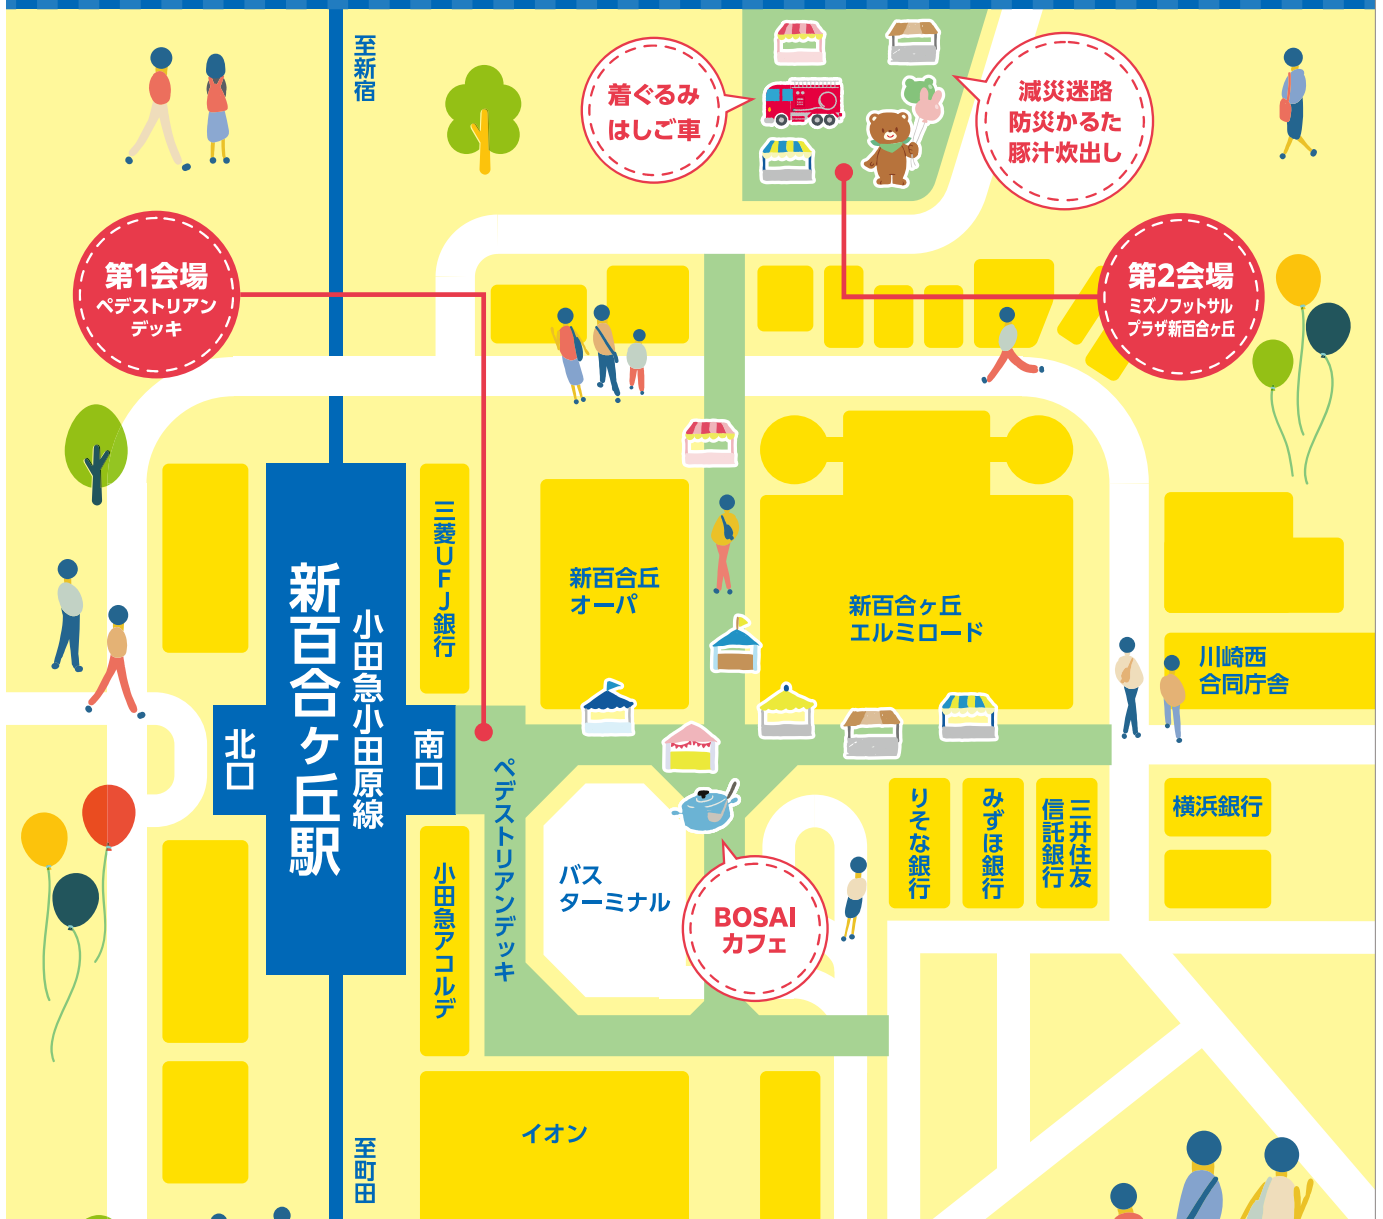 至新宿
着ぐるみ
はしご車
減災迷路
防災かるた
豚汁炊出し
第1会場
ペデストリアン
デッキ
第2会場
ミズノフットサル
プラザ新百合ヶ丘
三菱UFJ銀行
新百合ヶ丘駅
小田急小田原線
北口
南口
新百合丘
オーパ
新百合ヶ丘
エルミロード
川崎西
合同庁舎
ペデストリアンデッキ
バス
ターミナル
BOSAI
カフェ
りそな銀行
みずほ銀行
三井住友
信託銀行
横浜銀行
小田急アコルデ
イオン
至町田